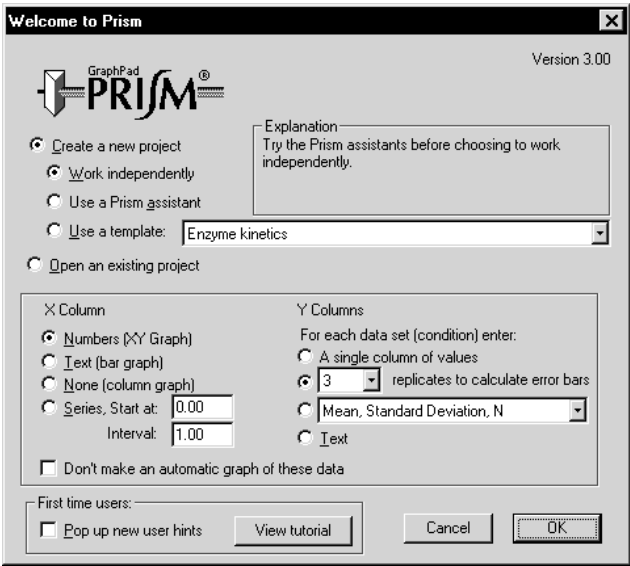 Welcome to Prism
Version 3.00
GraphPad
PRISM®
Create a new project
Work independently
Use a Prism assistant
Use a template: Enzyme kinetics
Open an existing project
Explanation
Try the Prism assistants before choosing to work
independently.
X Column
Numbers (XY Graph)
Text (bar graph)
None (column graph)
Series, Start at: 0.00
Interval: 1.00
Y Columns
For each data set (condition) enter:
A single column of values
3 replicates to calculate error bars
Mean, Standard Deviation, N
Text
Don't make an automatic graph of these data
First time users:
Pop up new user hints
View tutorial
Cancel
OK